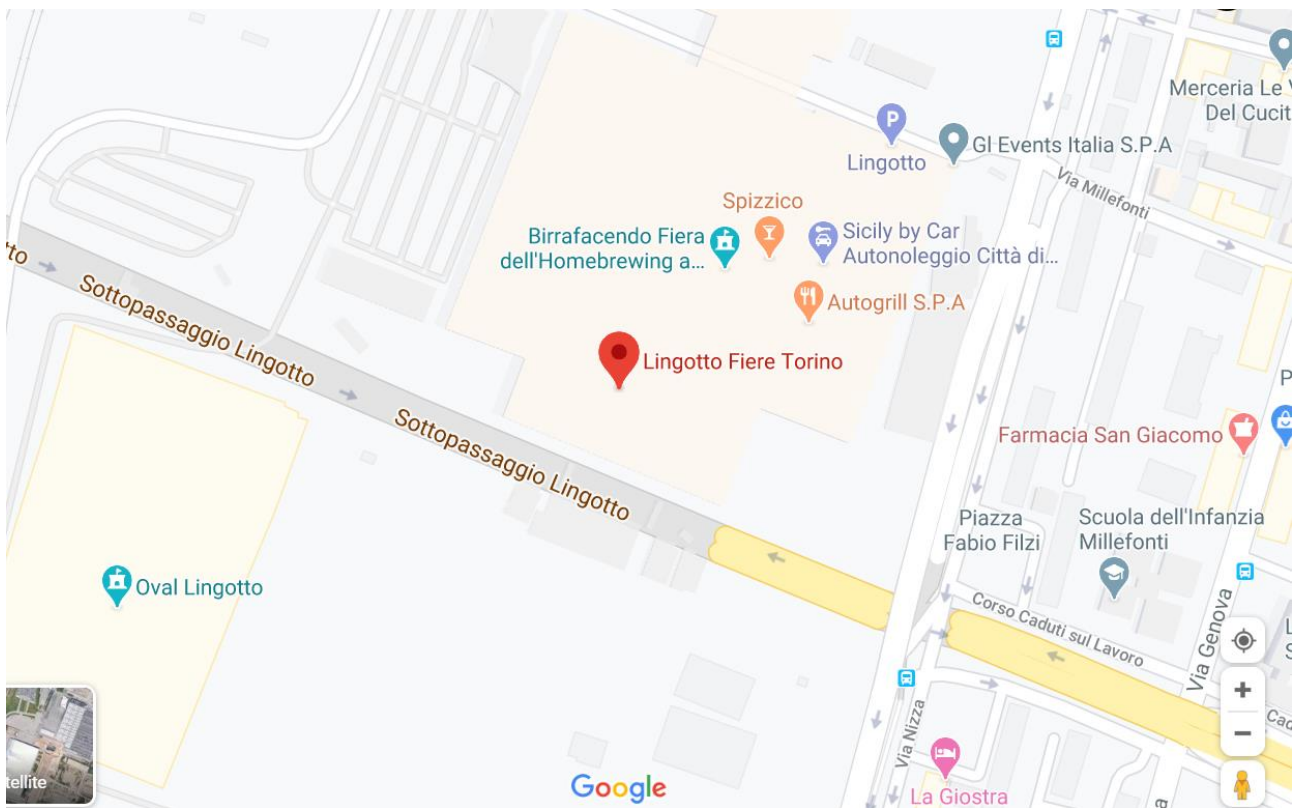 Merceria Le V
Del Cucit
Gl Events Italia S.P.A
P
Lingotto
Via Millefonti
Spizzico
Birrafacendo Fiera
dell'Homebrewing a...
Sicily by Car
Autonoleggio Città di...
Autogrill S.P.A
to
Sottopassaggio Lingotto
Lingotto Fiere Torino
P
Sottopassaggio Lingotto
Farmacia San Giacomo
Piazza
Fabio Filzi
Scuola dell'Infanzia
Millefonti
Oval Lingotto
Corso Caduti sul Lavoro
Via Genova
L
S
Via Nizza
Cad
tellite
Google
La Giostra
a